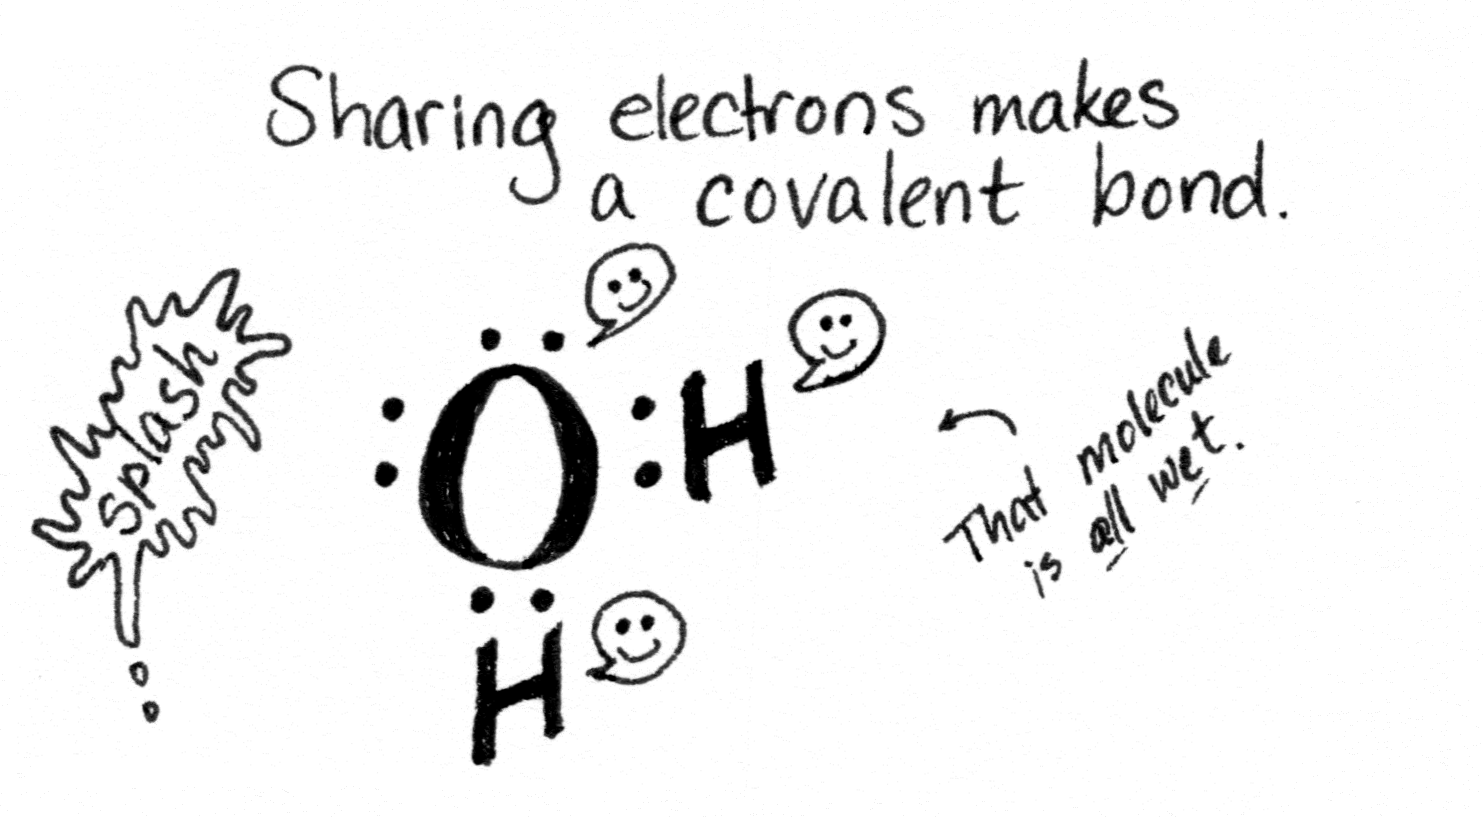 Sharing electrons makes
a covalent bond.
splash
O
H
H
That molecule
is all wet.